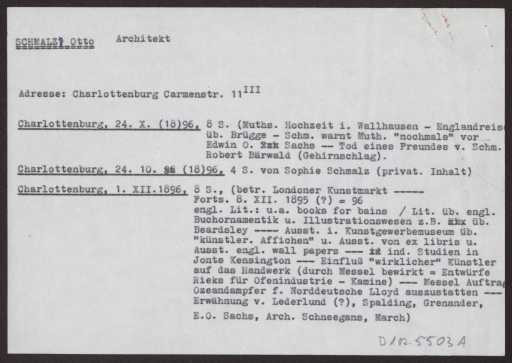 SCHMALZ, Otto Architekt
Adresse: Charlottenburg Carmenstr. 11III
Charlottenburg, 24. X. (18)96, 8 S. (Muths. Hochzeit i. Wallhausen - Englandreise
üb. Brügge - Schm. warnt Muth. "nochmals" vor
Edwin O. Sachs -- Tod eines Freundes v. Schm.
Robert Bärwald (Gehirnschlag).
Charlottenburg, 24. 10. (18)96, 4 S. von Sophie Schmalz (privat. Inhalt)
Charlottenburg, 1. XII.1896, 8 S., (betr. Londoner Kunstmarkt -----
Forts. 8. XII. 1895 (?) = 96
engl. Lit.: u.a. books for bains / Lit. üb. engl.
Buchornamentik u. Illustrationswesen z.B. üb.
Beardsley ---- Ausst. i. Kunstgewerbemuseum üb.
"künstler. Affichen" u. Ausst. von ex libris u.
Ausst. engl. wall papers --- ind. Studien in
Jonte Kensington --- Einfluß "wirklicher" Künstler
auf das Handwerk (durch Messel bewirkt = Entwürfe
Rieks für Ofenindustrie - Kamine) --- Messel Auftrag
Ozeandampfer f. Norddeutsche Lloyd auszustatten ---
Erwähnung v. Lederlund (?), Spalding, Grenander,
E.O. Sachs, Arch. Schneegans, March)
D102-5503A